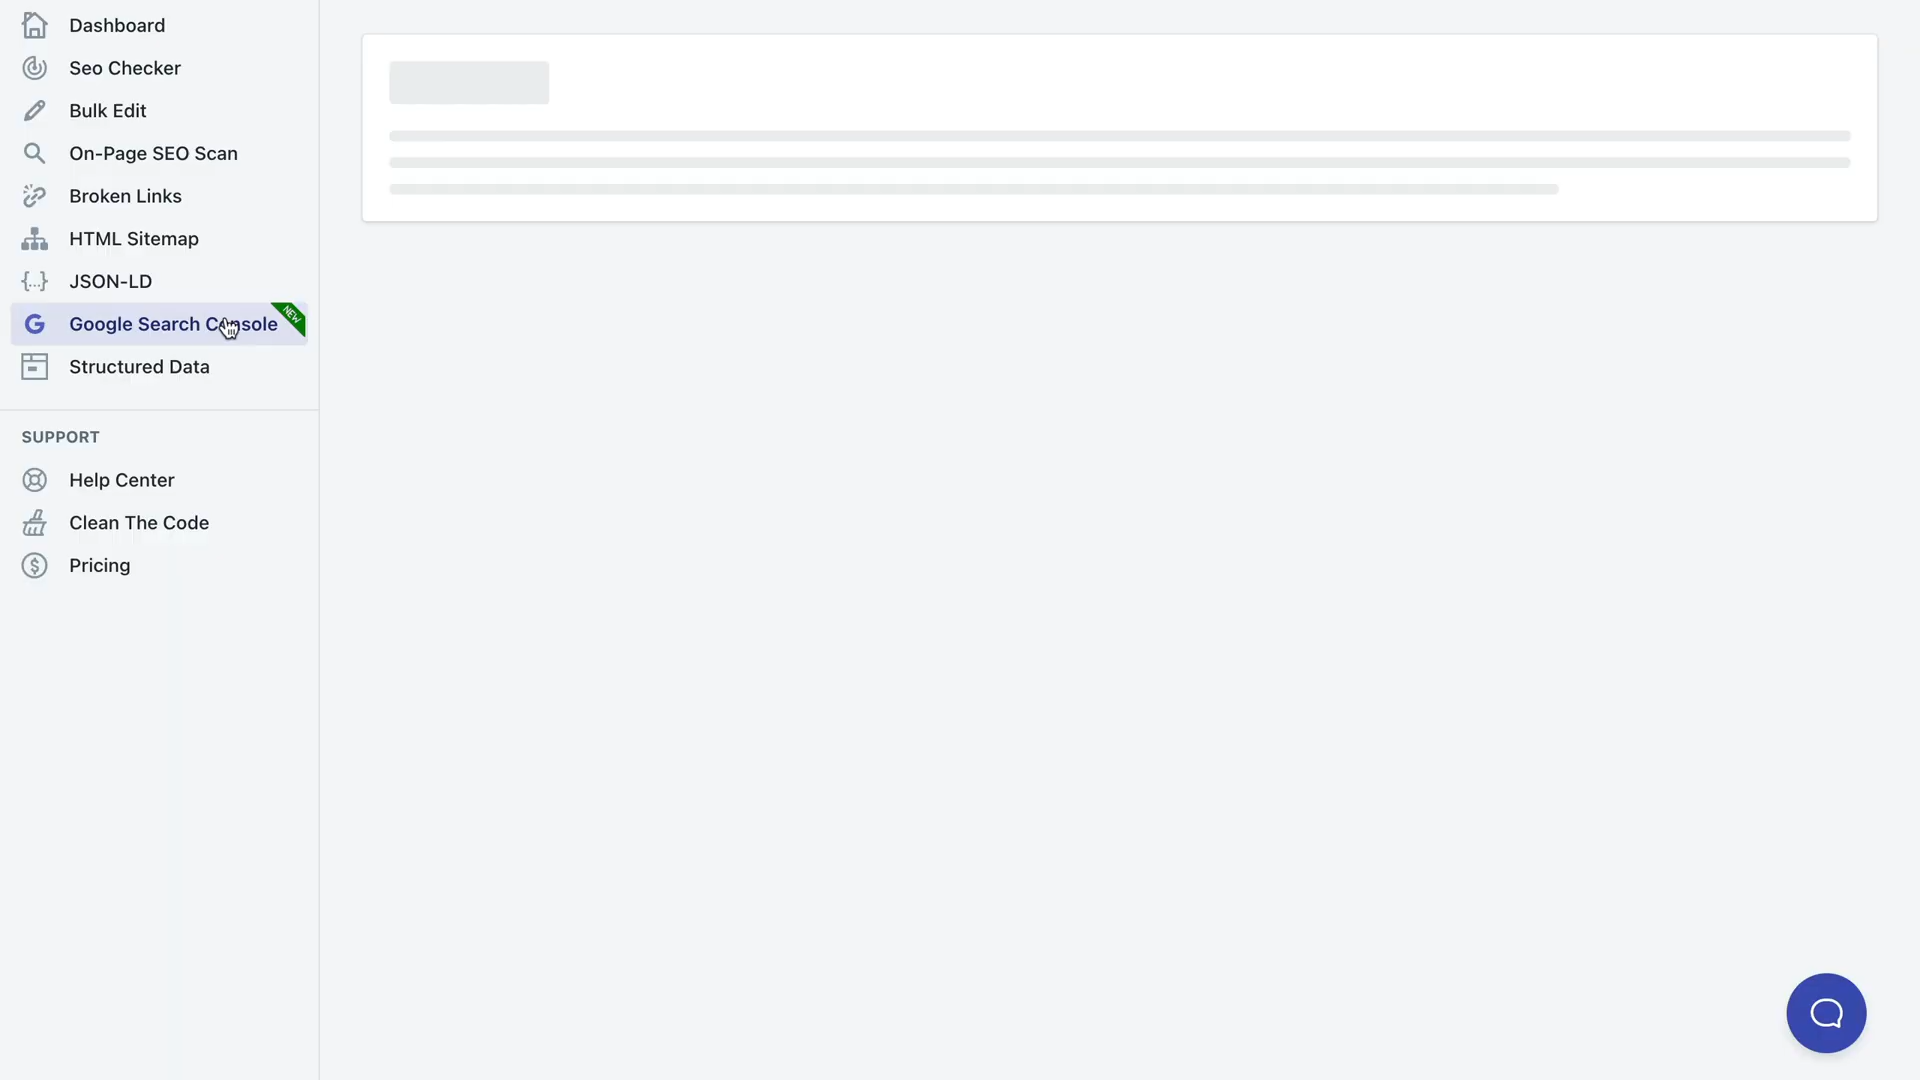 Dashboard
Seo Checker
Bulk Edit
On-Page SEO Scan
Broken Links
HTML Sitemap
JSON-LD
Google Search Console
NEW
Structured Data
SUPPORT
Help Center
Clean The Code
Pricing